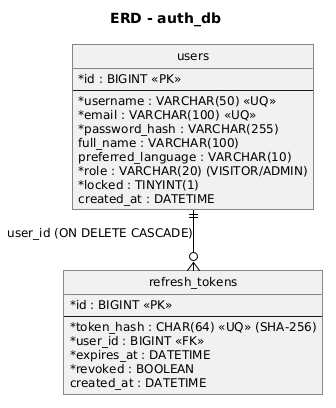 ERD - auth_db
users
*id : BIGINT «PK»
*username : VARCHAR(50) «UQ»
*email : VARCHAR(100) «UQ»
*password_hash : VARCHAR(255)
full_name : VARCHAR(100)
preferred_language : VARCHAR(10)
*role : VARCHAR(20) (VISITOR/ADMIN)
*locked : TINYINT(1)
created_at : DATETIME
user_id (ON DELETE CASCADE)
refresh_tokens
*id : BIGINT «PK»
*token_hash : CHAR(64) «UQ» (SHA-256)
*user_id : BIGINT «FK»
*expires_at : DATETIME
*revoked : BOOLEAN
created_at : DATETIME